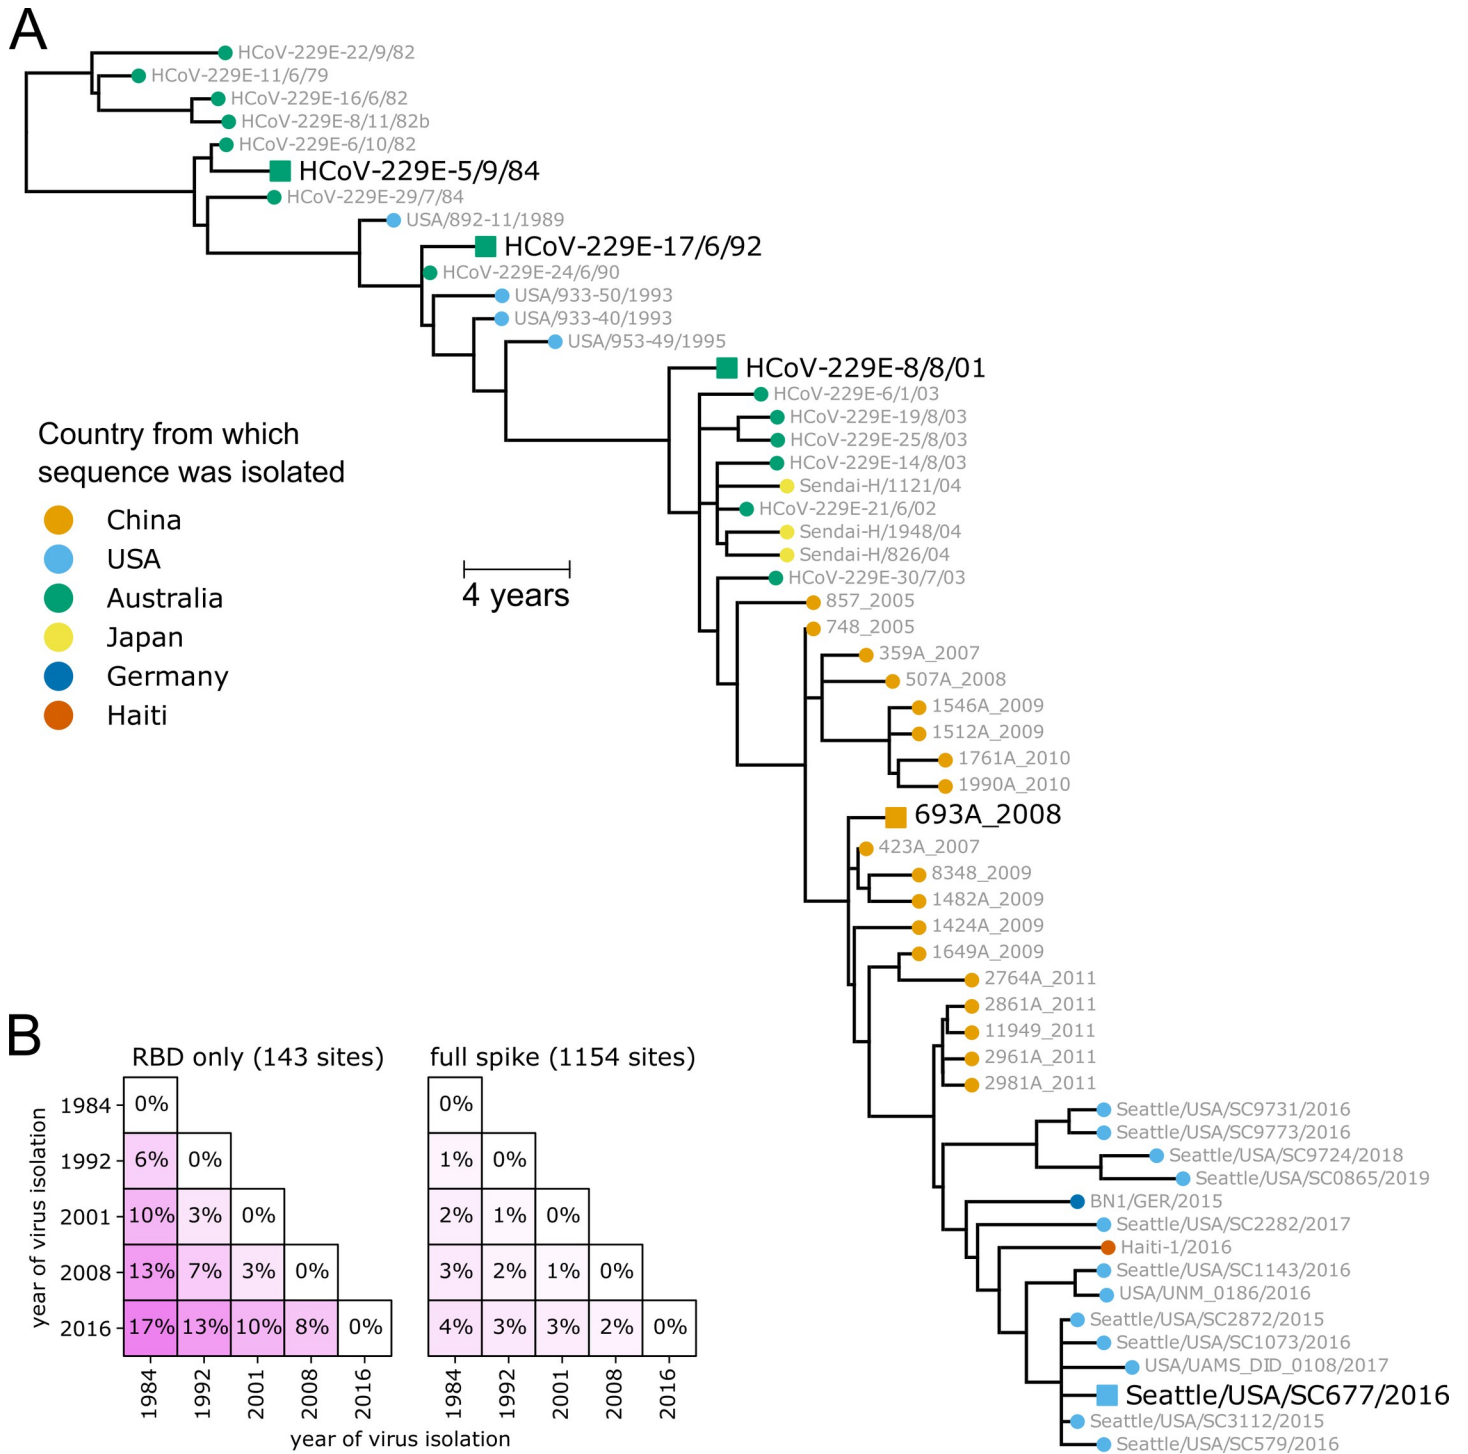 A
HCoV-229E-22/9/82
HCoV-229E-11/6/79
HCoV-229E-16/6/82
HCoV-229E-8/11/82b
HCoV-229E-6/10/82
HCoV-229E-5/9/84
HCoV-229E-29/7/84
USA/892-11/1989
HCoV-229E-17/6/92
HCoV-229E-24/6/90
USA/933-50/1993
USA/933-40/1993
USA/953-49/1995
HCoV-229E-8/8/01
HCoV-229E-6/1/03
HCoV-229E-19/8/03
HCoV-229E-25/8/03
HCoV-229E-14/8/03
Sendai-H/1121/04
HCoV-229E-21/6/02
Sendai-H/1948/04
Sendai-H/826/04
HCoV-229E-30/7/03
857_2005
748_2005
359A_2007
507A_2008
1546A_2009
1512A_2009
1761A_2010
1990A_2010
693A_2008
423A_2007
8348_2009
1482A_2009
1424A_2009
1649A_2009
2764A_2011
2861A_2011
11949_2011
2961A_2011
2981A_2011
Seattle/USA/SC9731/2016
Seattle/USA/SC9773/2016
Seattle/USA/SC9724/2018
Seattle/USA/SC0865/2019
BN1/GER/2015
Seattle/USA/SC2282/2017
Haiti-1/2016
Seattle/USA/SC1143/2016
USA/UNM_0186/2016
Seattle/USA/SC2872/2015
Seattle/USA/SC1073/2016
USA/UAMS_DID_0108/2017
Seattle/USA/SC677/2016
Seattle/USA/SC3112/2015
Seattle/USA/SC579/2016
Country from which
sequence was isolated
China
USA
Australia
Japan
Germany
Haiti
4 years
B
RBD only (143 sites)
year of virus isolation
1984 0%
1992 6% 0%
2001 10% 3% 0%
2008 13% 7% 3% 0%
2016 17% 13% 10% 8% 0%
1984 1992 2001 2008 2016
full spike (1154 sites)
0%
1% 0%
2% 1% 0%
3% 2% 1% 0%
4% 3% 3% 2% 0%
1984 1992 2001 2008 2016
year of virus isolation